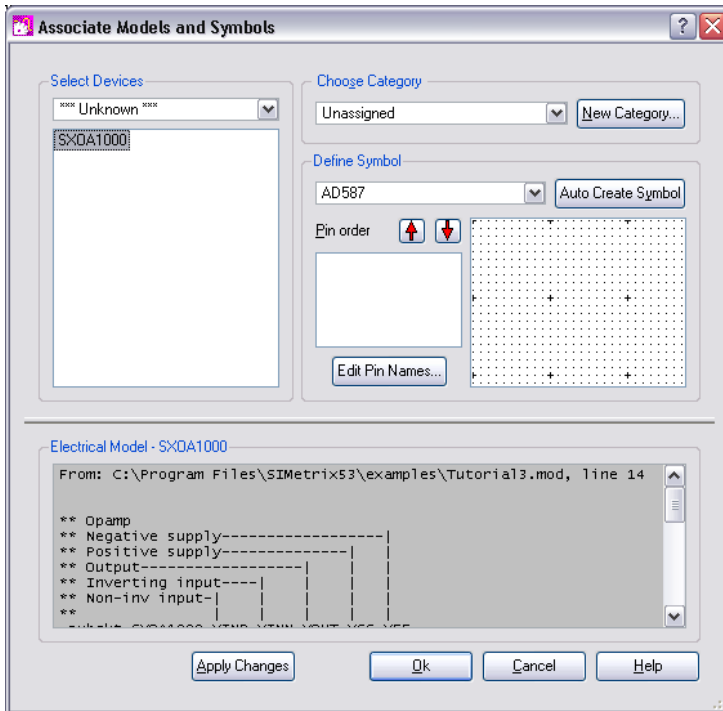 Associate Models and Symbols
Select Devices
*** Unknown ***
SXOA1000
Choose Category
Unassigned
New Category...
Define Symbol
AD587
Auto Create Symbol
Pin order
Edit Pin Names...
Electrical Model - SXOA1000
From: C:\Program Files\SIMetrix53\examples\Tutorial3.mod, line 14
** Opamp
** Negative supply-------------------|
** Positive supply---------------|   |
** Output------------------|    |   |
** Inverting input----|    |    |   |
** Non-inv input-|    |    |    |   |
**               |    |    |    |   |
Apply Changes
Ok
Cancel
Help